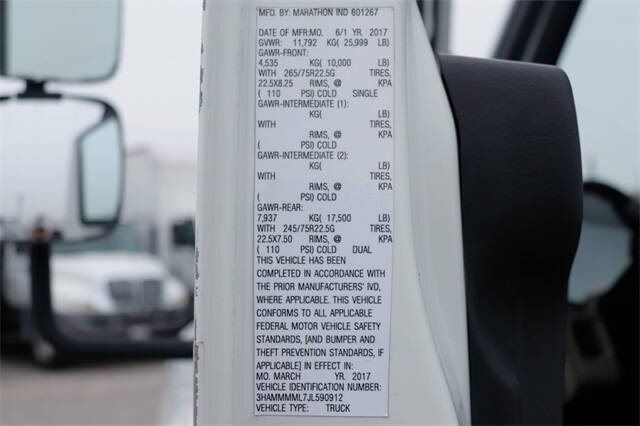 MFD. BY: MARATHON IND 601267
DATE OF MFR:MO. 6/1 YR. 2017
GVWR: 11,792 KG (25,999 LB)
GAWR-FRONT:
4,535 KG( 10,000 LB)
WITH 265/75R22.5G TIRES,
22.5X8.25 RIMS, @ KPA
( 110 PSI) COLD SINGLE
GAWR-INTERMEDIATE (1):
KG( LB)
WITH TIRES,
RIMS, @ KPA
( PSI) COLD
GAWR-INTERMEDIATE (2):
KG( LB)
WITH TIRES,
RIMS, @ KPA
( PSI) COLD
GAWR-REAR:
7,937 KG( 17,500 LB)
WITH 245/75R22.5G TIRES,
22.5X7.50 RIMS, @ KPA
( 110 PSI) COLD DUAL
THIS VEHICLE HAS BEEN
COMPLETED IN ACCORDANCE WITH
THE PRIOR MANUFACTURERS' IVD,
WHERE APPLICABLE. THIS VEHICLE
CONFORMS TO ALL APPLICABLE
FEDERAL MOTOR VEHICLE SAFETY
STANDARDS, [AND BUMPER AND
THEFT PREVENTION STANDARDS, IF
APPLICABLE] IN EFFECT IN:
MO. MARCH YR. 2017
VEHICLE IDENTIFICATION NUMBER:
3HAMMMML7JL590912
VEHICLE TYPE: TRUCK